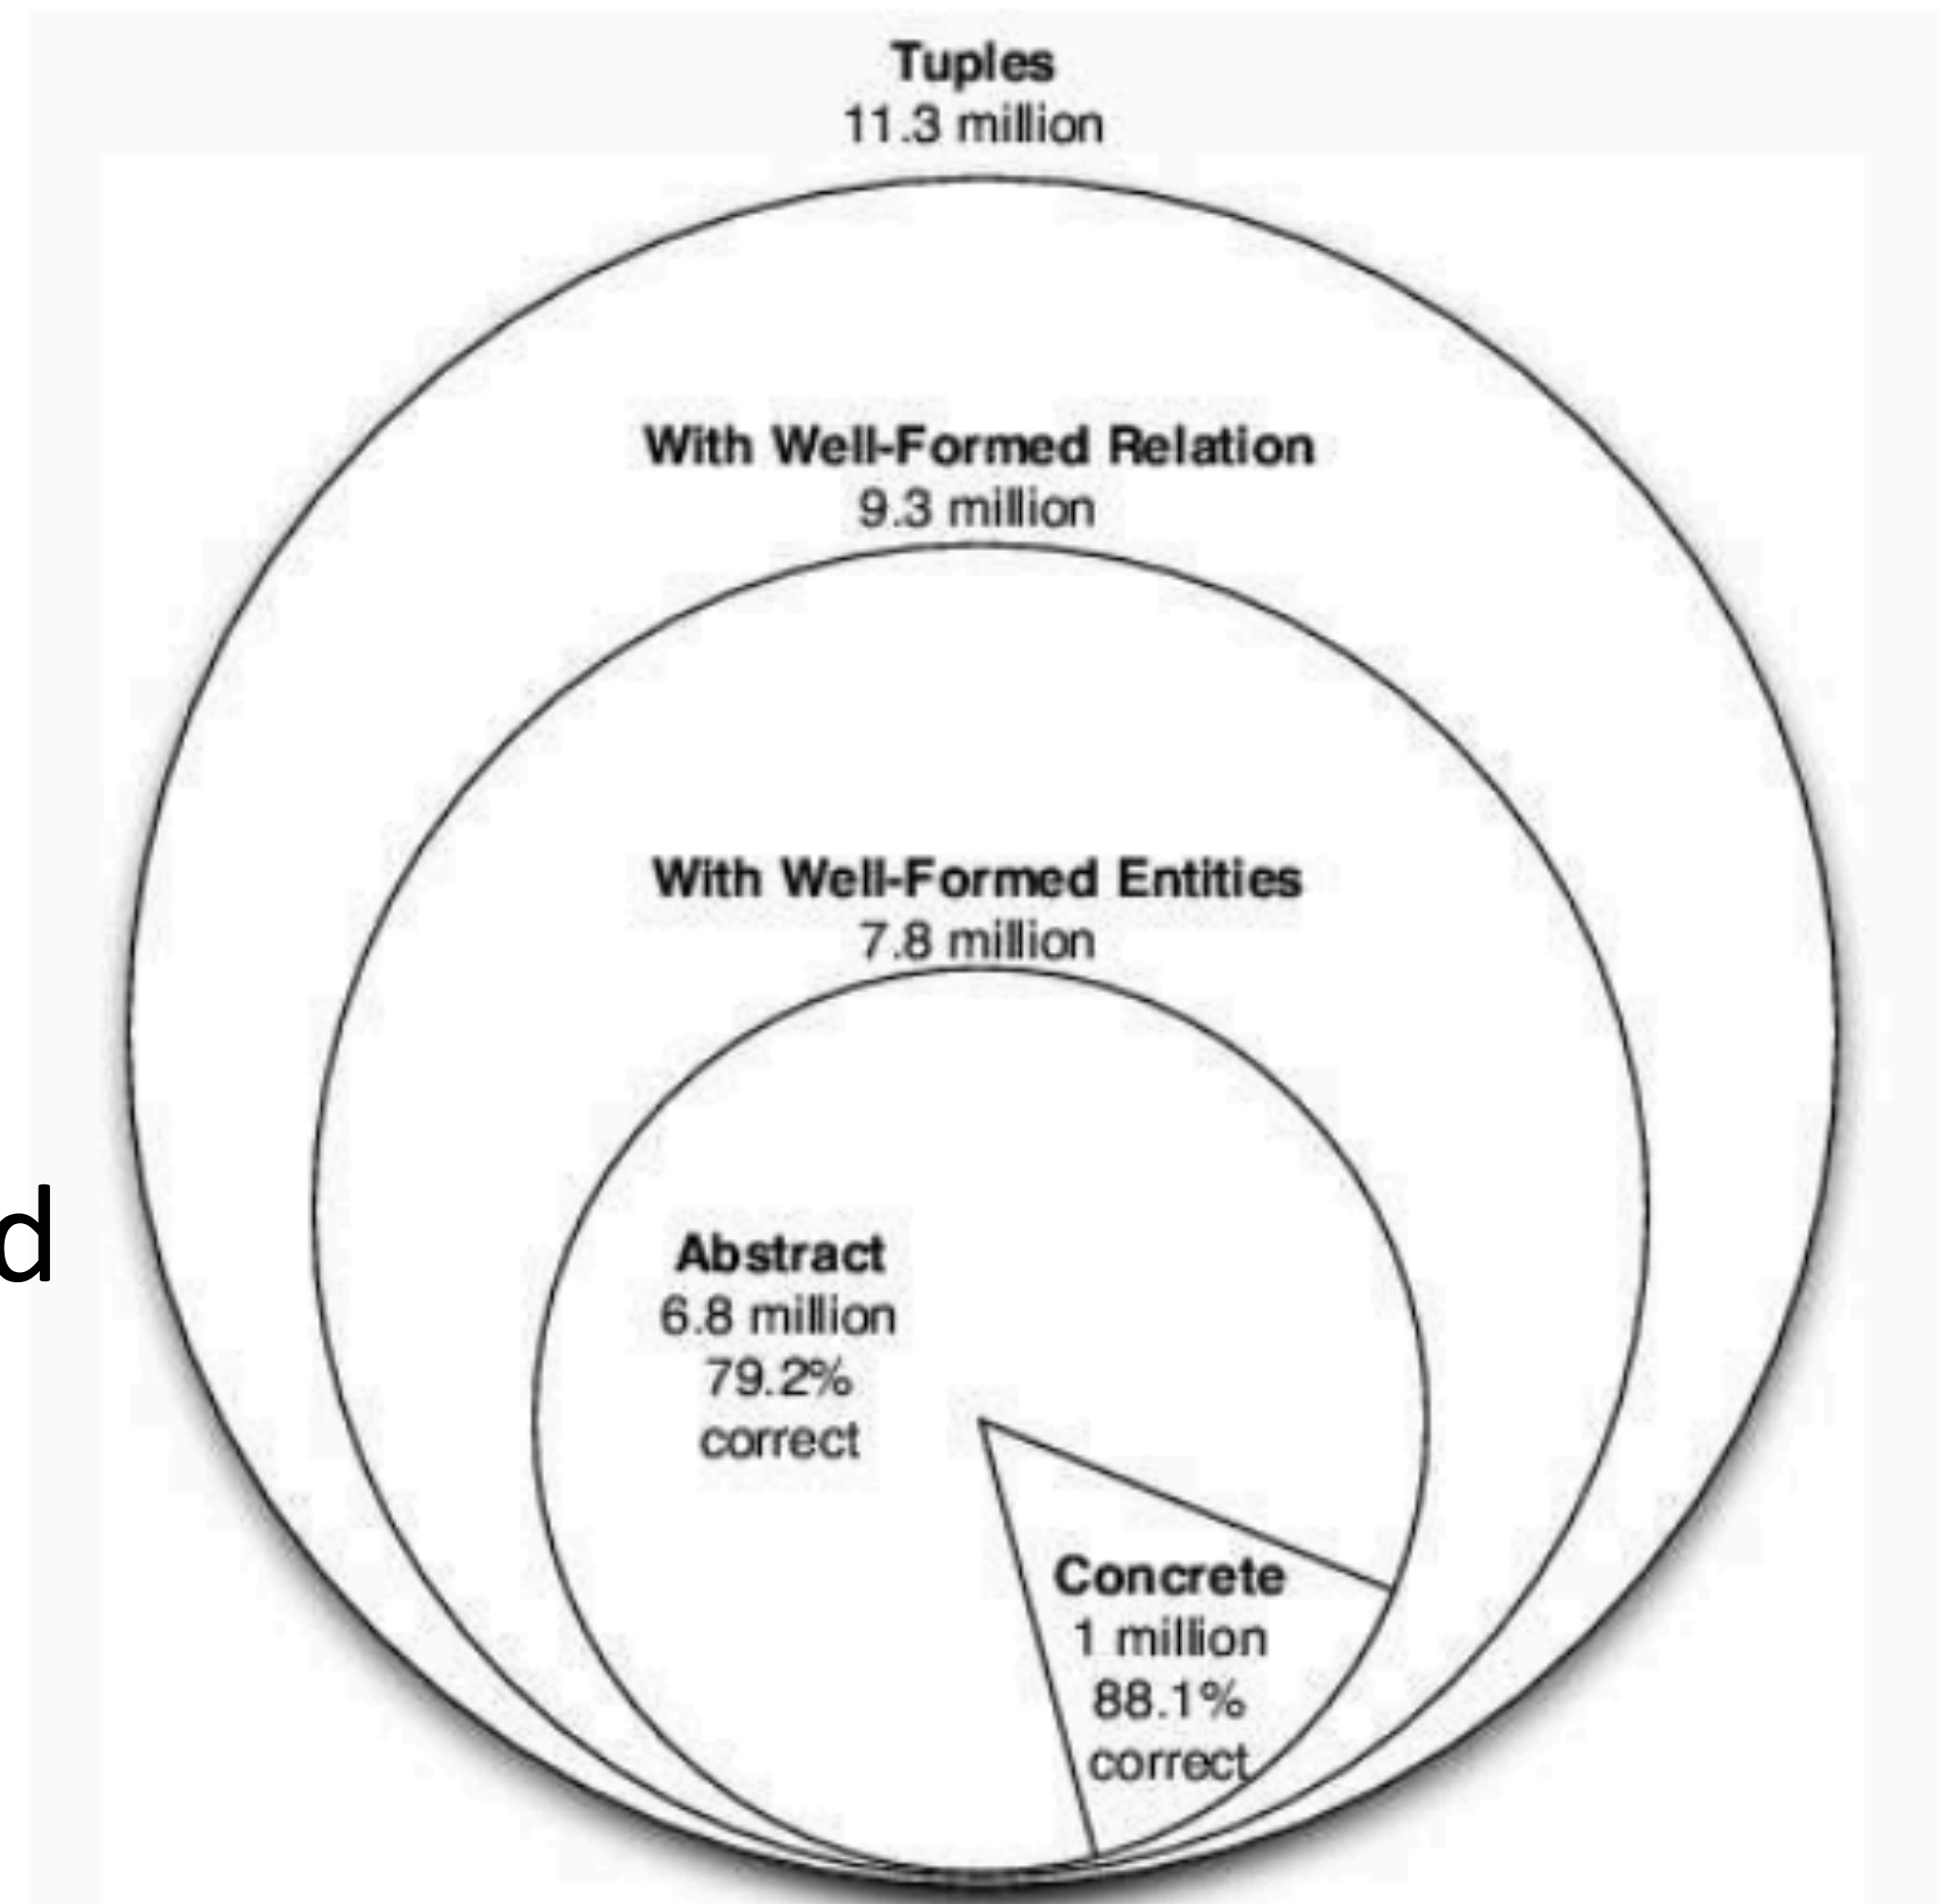 Tuples
11.3 million
With Well-Formed Relation
9.3 million
With Well-Formed Entities
7.8 million
d
Abstract
6.8 million
79.2%
correct
Concrete
1 million
88.1%
correct